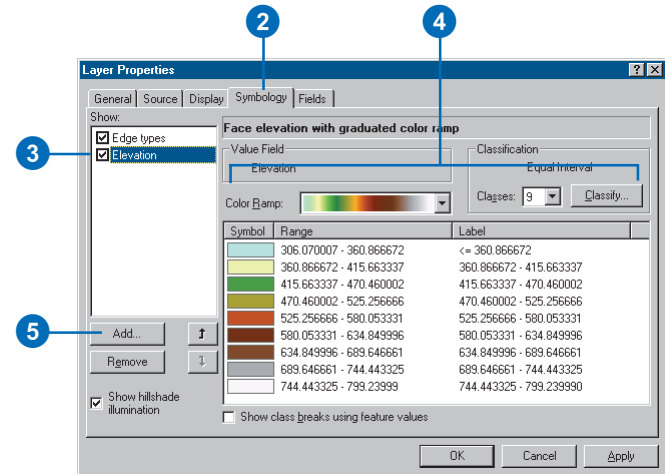 2
4
Layer Properties
General Source Display Symbology Fields
Show:
3
Edge types
Elevation
Face elevation with graduated color ramp
Value Field
Elevation
Classification
Equal Interval
Color Ramp:
Classes: 9 Classify...
Symbol Range Label
306.070007 - 360.866672 <= 360.866672
360.866672 - 415.663337 360.866672 - 415.663337
415.663337 - 470.460002 415.663337 - 470.460002
470.460002 - 525.256666 470.460002 - 525.256666
525.256666 - 580.053331 525.256666 - 580.053331
580.053331 - 634.849996 580.053331 - 634.849996
634.849996 - 689.646661 634.849996 - 689.646661
689.646661 - 744.443325 689.646661 - 744.443325
744.443325 - 799.23999 744.443325 - 799.239990
5
Add...
Remove
Show hillshade
illumination
Show class breaks using feature values
OK Cancel Apply